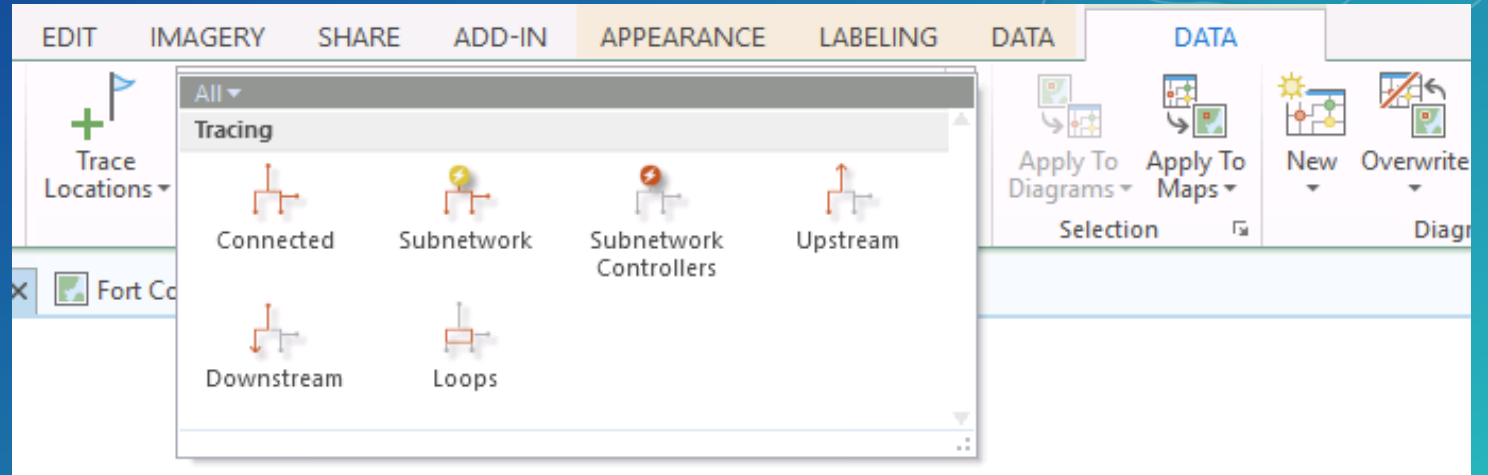 EDIT IMAGERY SHARE ADD-IN APPEARANCE LABELING DATA DATA
All
Tracing
Trace
Locations
Connected
Subnetwork
Subnetwork
Controllers
Upstream
Downstream
Loops
Apply To
Diagrams
Apply To
Maps
Selection
New
Overwrite
Diagr
Fort Co